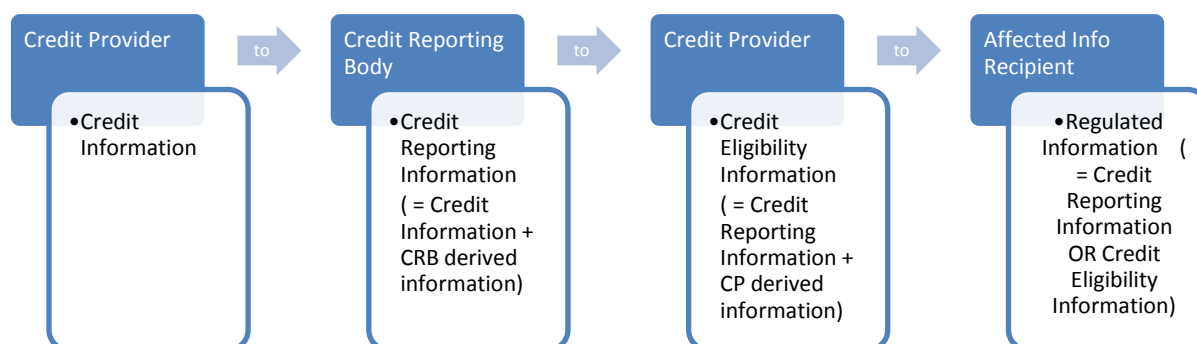 Credit Provider
•Credit
Information
to
Credit Reporting
Body
•Credit
Reporting
Information
( = Credit
Information +
CRB derived
information)
to
Credit Provider
•Credit
Eligibility
Information
( = Credit
Reporting
Information +
CP derived
information)
to
Affected Info
Recipient
•Regulated
Information (
= Credit
Reporting
Information
OR Credit
Eligibility
Information)